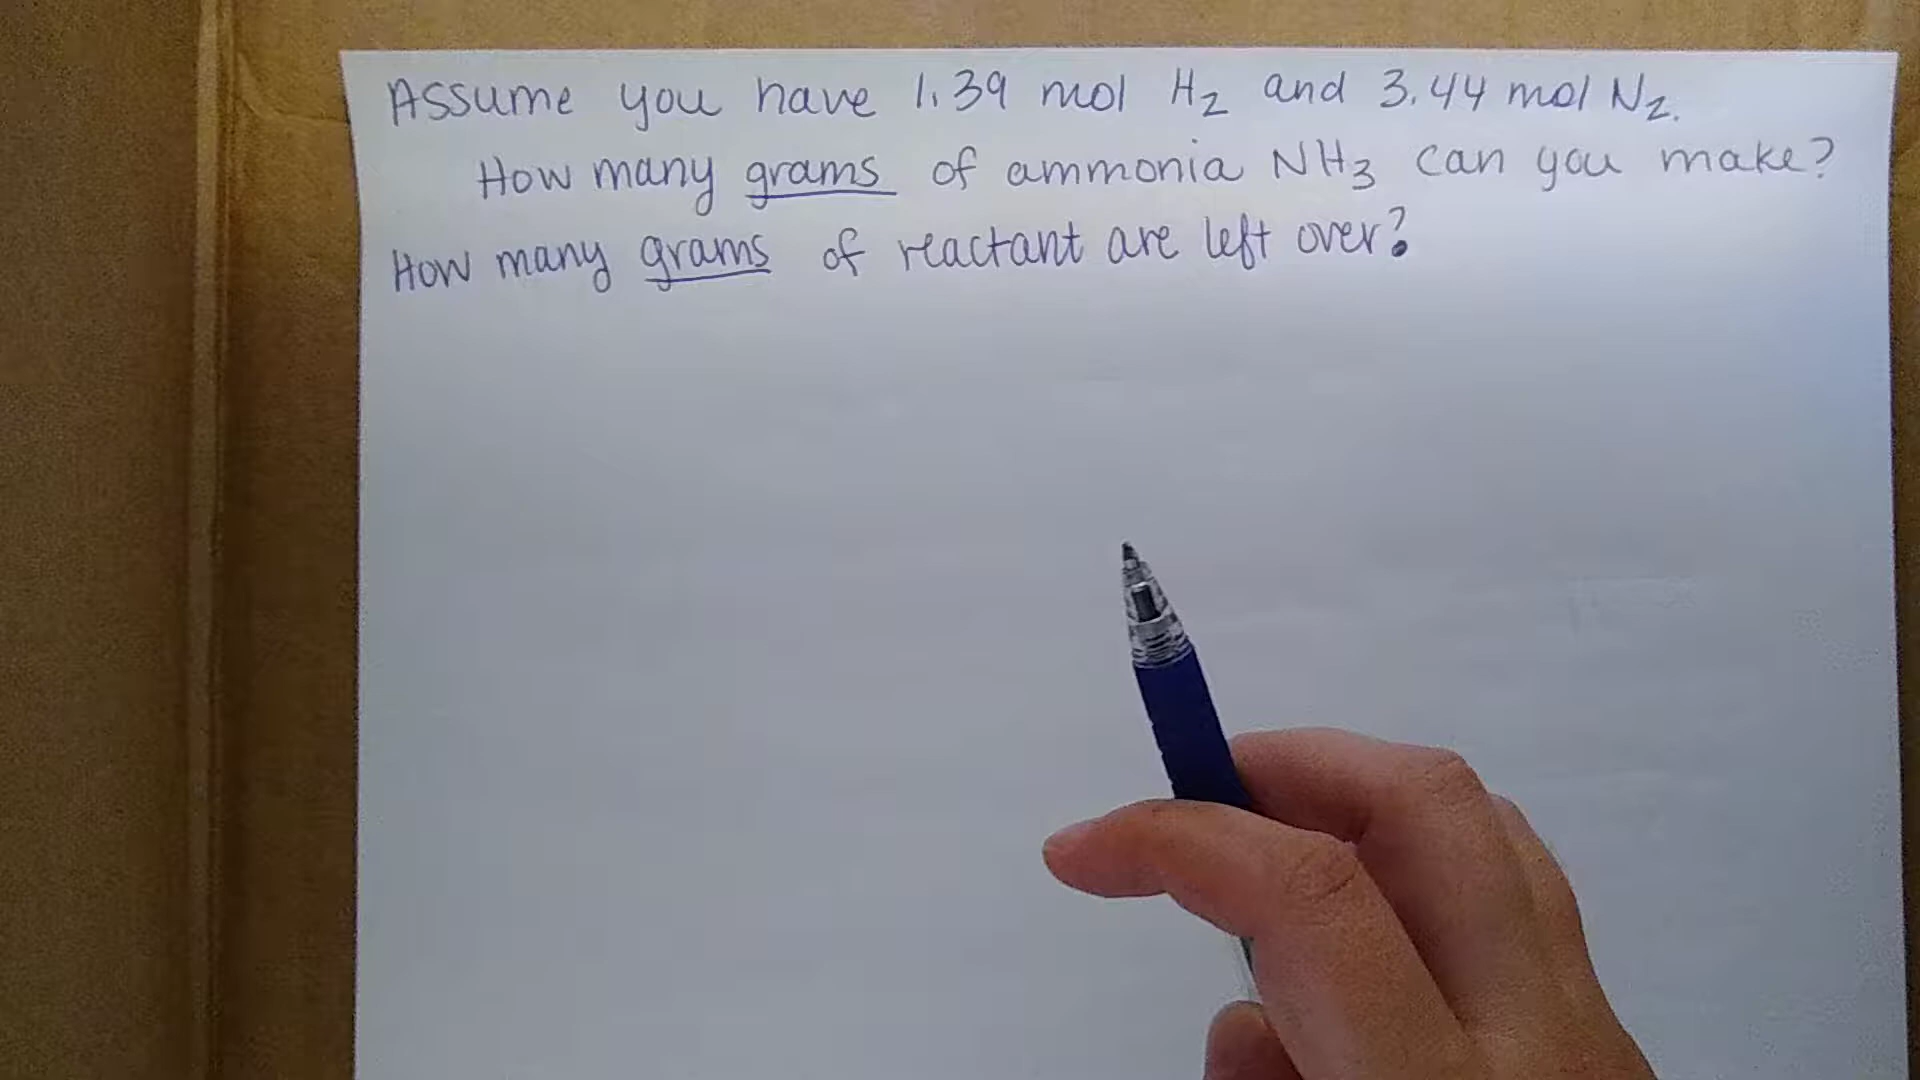 Assume you have 1.39 mol H₂ and 3.44 mol N₂.
How many grams of ammonia NH₃ can you make?
How many grams of reactant are left over?